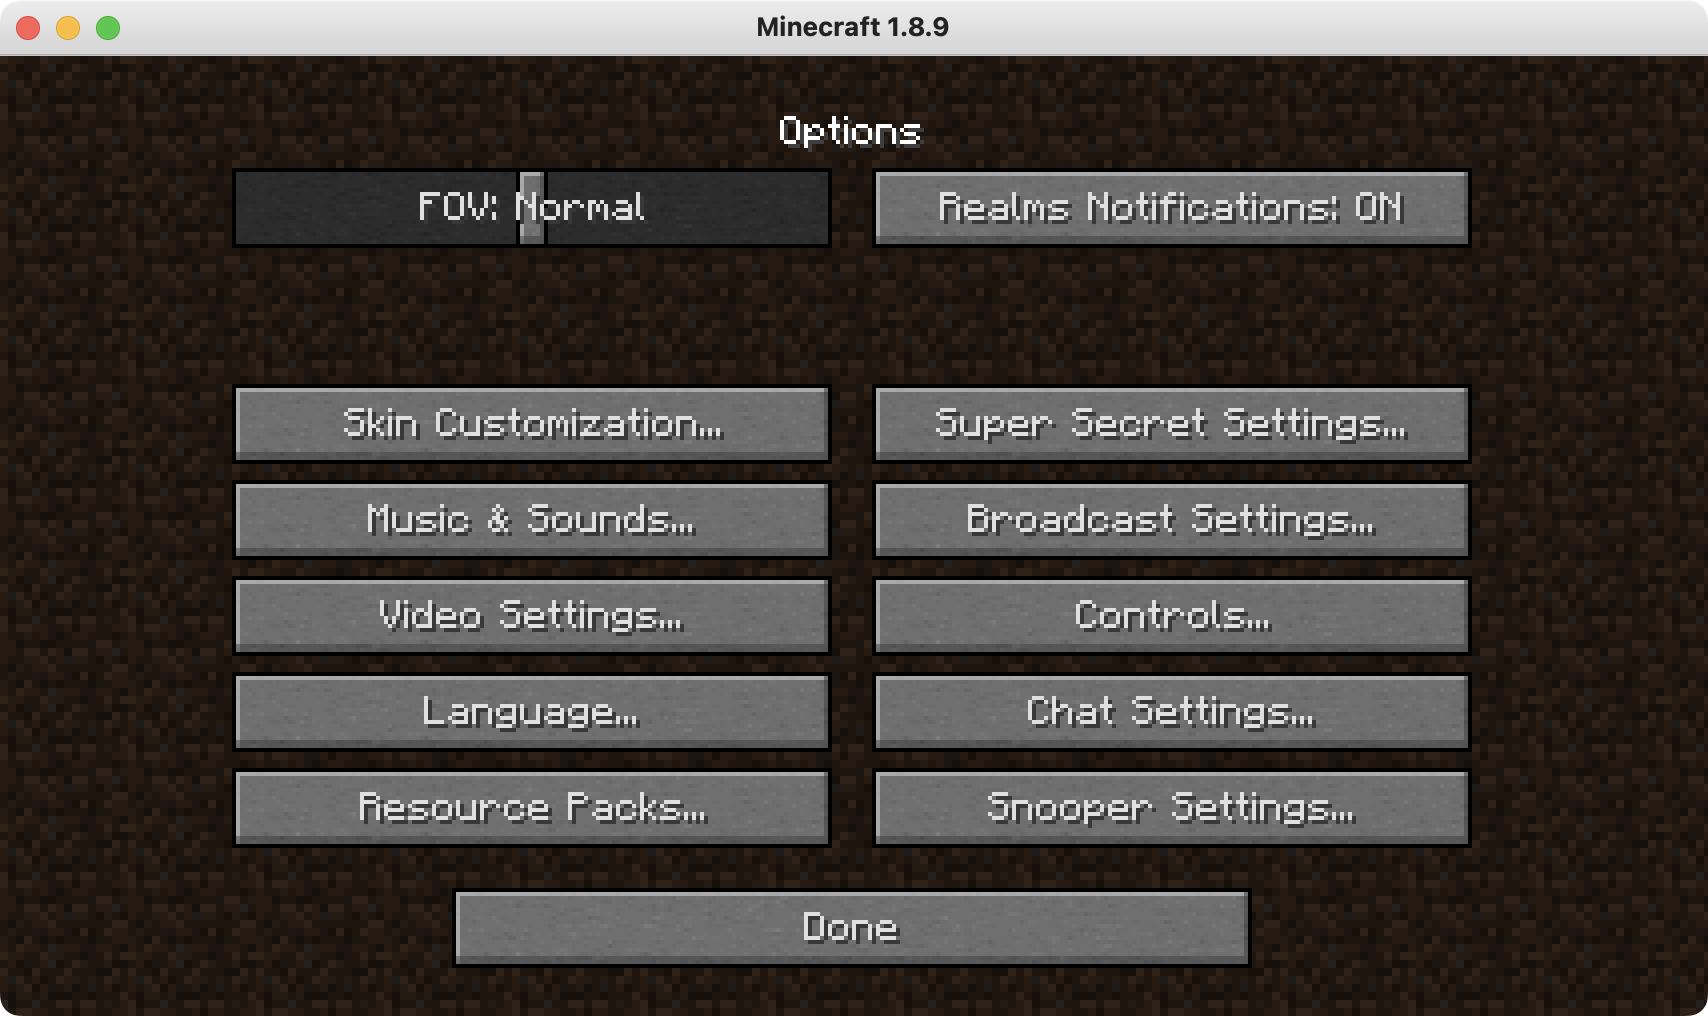 Minecraft 1.8.9
Options
FOV: Normal
Realms Notifications: ON
Skin Customization...
Super Secret Settings...
Music & Sounds...
Broadcast Settings...
Video Settings...
Controls...
Language...
Chat Settings...
Resource Packs...
Snooper Settings...
Done